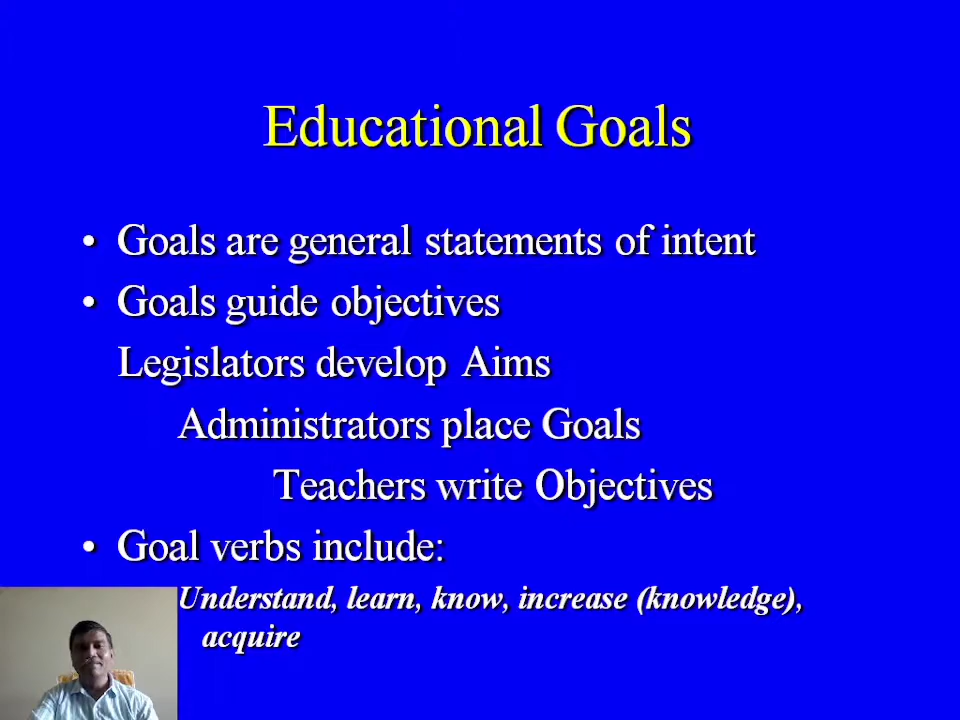 Educational Goals
• Goals are general statements of intent
• Goals guide objectives
Legislators develop Aims
Administrators place Goals
Teachers write Objectives
• Goal verbs include:
Understand, learn, know, increase (knowledge),
acquire